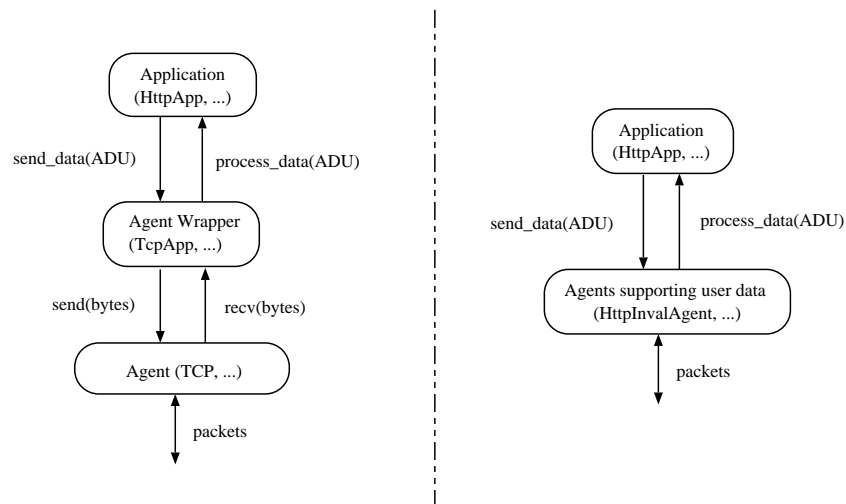 Application
(HttpApp, ...)
send_data(ADU)
process_data(ADU)
Agent Wrapper
(TcpApp, ...)
send(bytes)
recv(bytes)
Agent (TCP, ...)
packets
Application
(HttpApp, ...)
send_data(ADU)
process_data(ADU)
Agents supporting user data
(HttpInvalAgent, ...)
packets